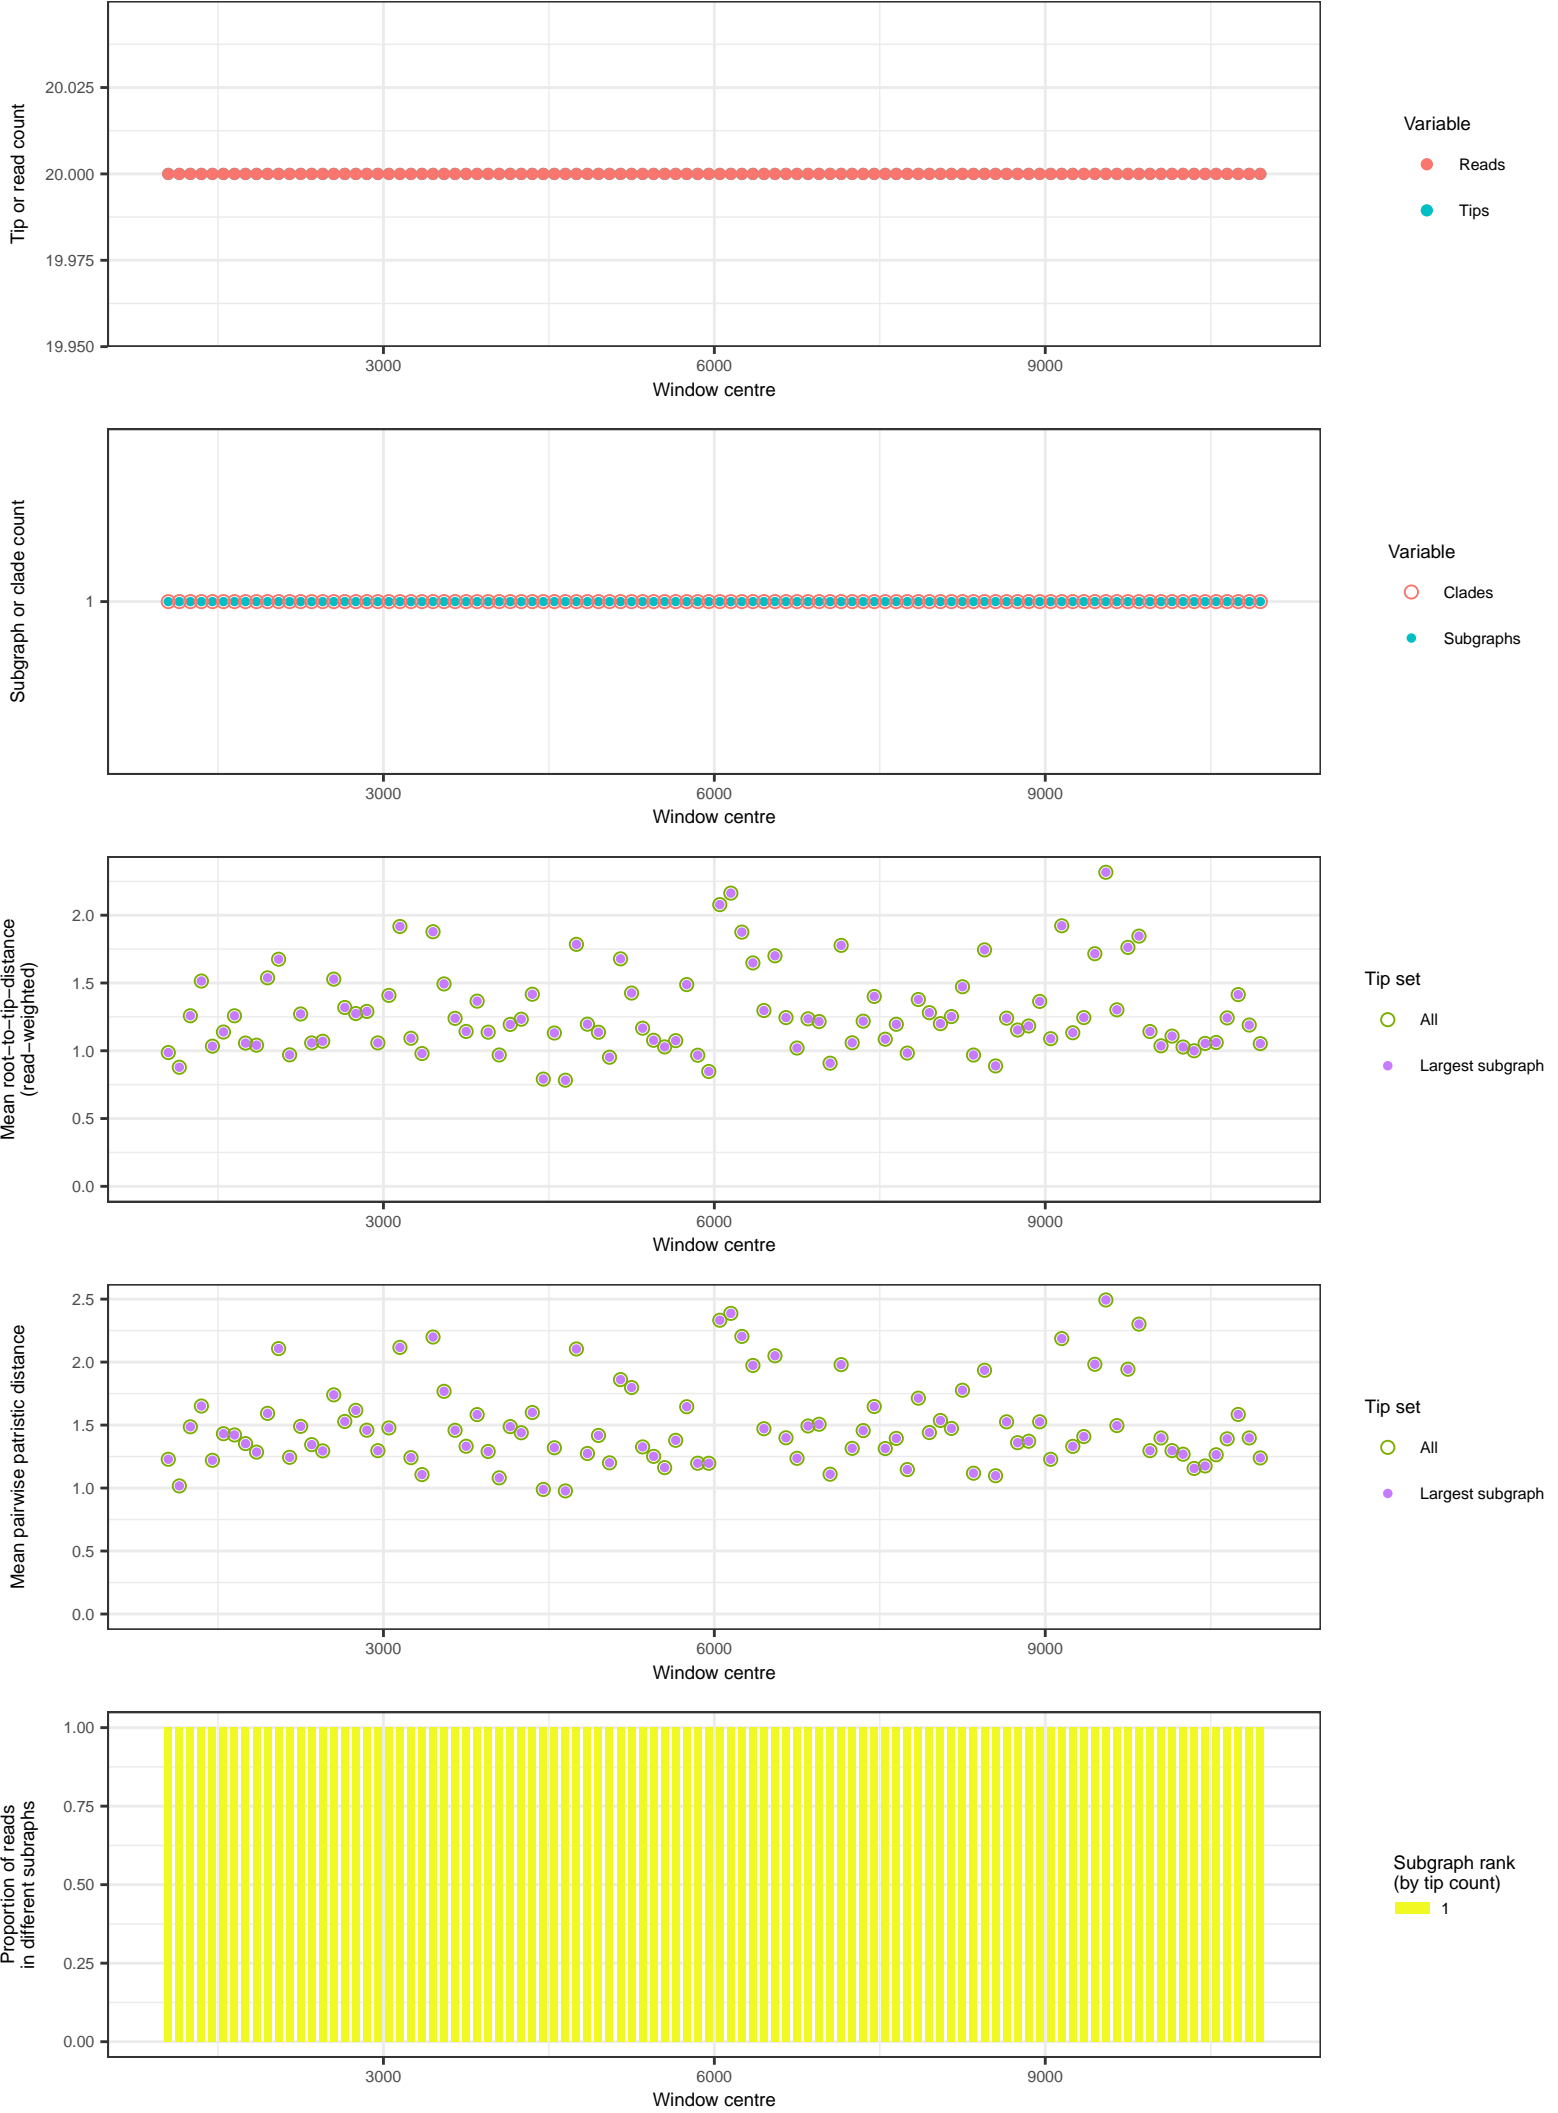 Tip or read count
20.025
20.000
19.975
19.950
3000
6000
9000
Window centre
Variable
Reads
Tips
Subgraph or clade count
1
3000
6000
9000
Window centre
Variable
Clades
Subgraphs
Mean root−to−tip−distance
(read−weighted)
2.0
1.5
1.0
0.5
0.0
3000
6000
9000
Window centre
Tip set
All
Largest subgraph
Mean pairwise patristic distance
2.5
2.0
1.5
1.0
0.5
0.0
3000
6000
9000
Window centre
Tip set
All
Largest subgraph
Proportion of reads
in different subraphs
1.00
0.75
0.50
0.25
0.00
3000
6000
9000
Window centre
Subgraph rank
(by tip count)
1